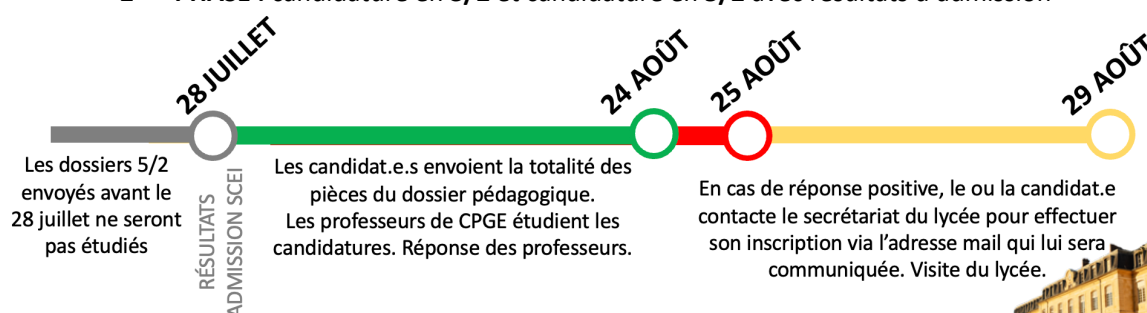 28 JUILLET
24 AOÛT
25 AOÛT
29 AOÛT
Les dossiers 5/2
envoyés avant le
28 juillet ne seront
pas étudiés
RÉSULTATS
ADMISSION SCEI
Les candidat.e.s envoient la totalité des
pièces du dossier pédagogique.
Les professeurs de CPGE étudient les
candidatures. Réponse des professeurs.
En cas de réponse positive, le ou la candidat.e
contacte le secrétariat du lycée pour effectuer
son inscription via l’adresse mail qui lui sera
communiquée. Visite du lycée.